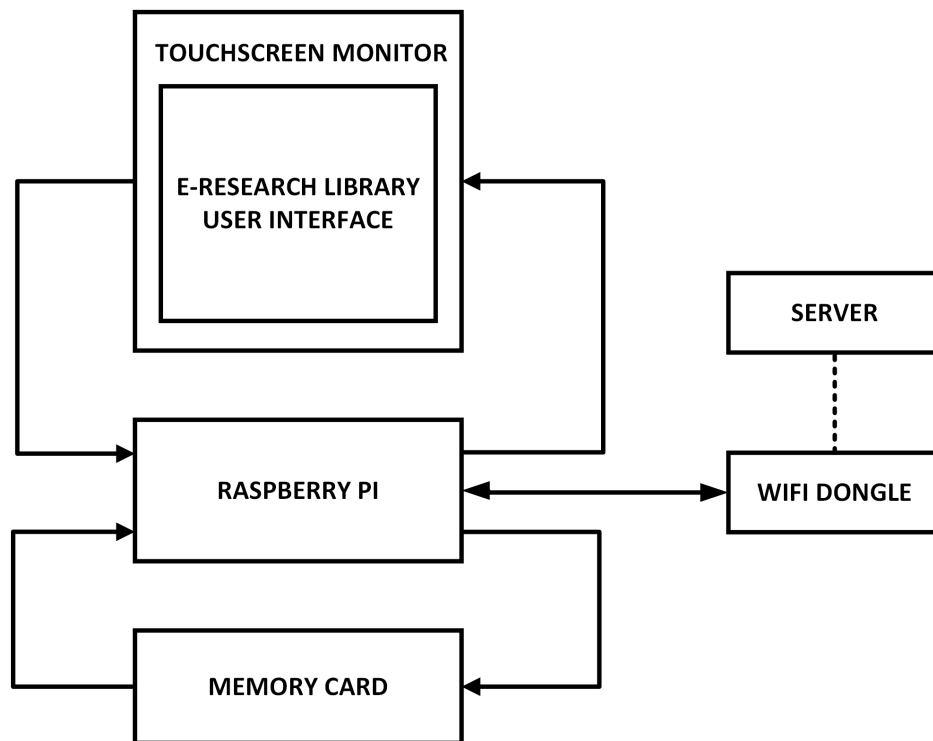 TOUCHSCREEN MONITOR
E-RESEARCH LIBRARY
USER INTERFACE
SERVER
RASPBERRY PI
WIFI DONGLE
MEMORY CARD